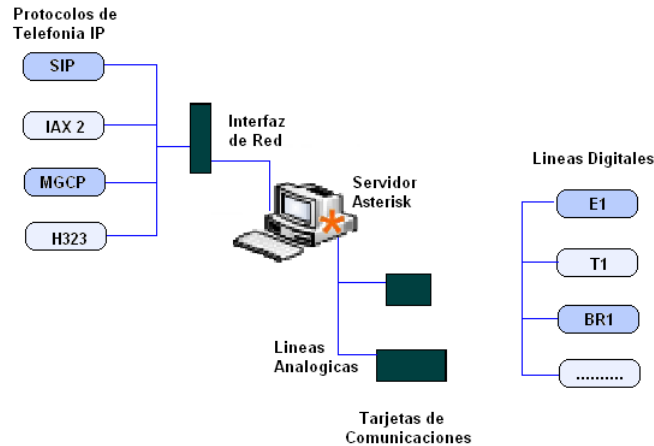 Protocolos de
Telefonia IP
SIP
IAX 2
MGCP
H323
Interfaz
de Red
Servidor
Asterisk
Lineas
Analogicas
Tarjetas de
Comunicaciones
Lineas Digitales
E1
T1
BR1
..........